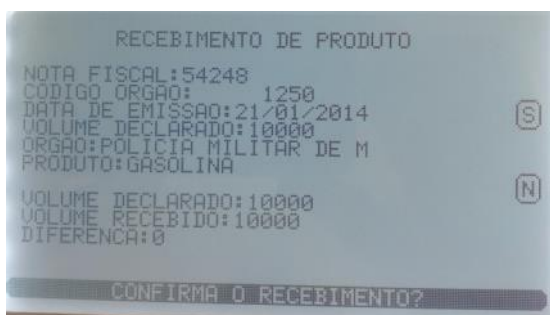 RECEBIMENTO DE PRODUTO
NOTA FISCAL:54248
CODIGO ORGAO: 1250
DATA DE EMISSAO:21/01/2014
VOLUME DECLARADO:10000
ORGAO:POLICIA MILITAR DE M
PRODUTO:GASOLINA
S
N
VOLUME DECLARADO:10000
VOLUME RECEBIDO:10000
DIFERENCA:0
CONFIRMA O RECEBIMENTO?